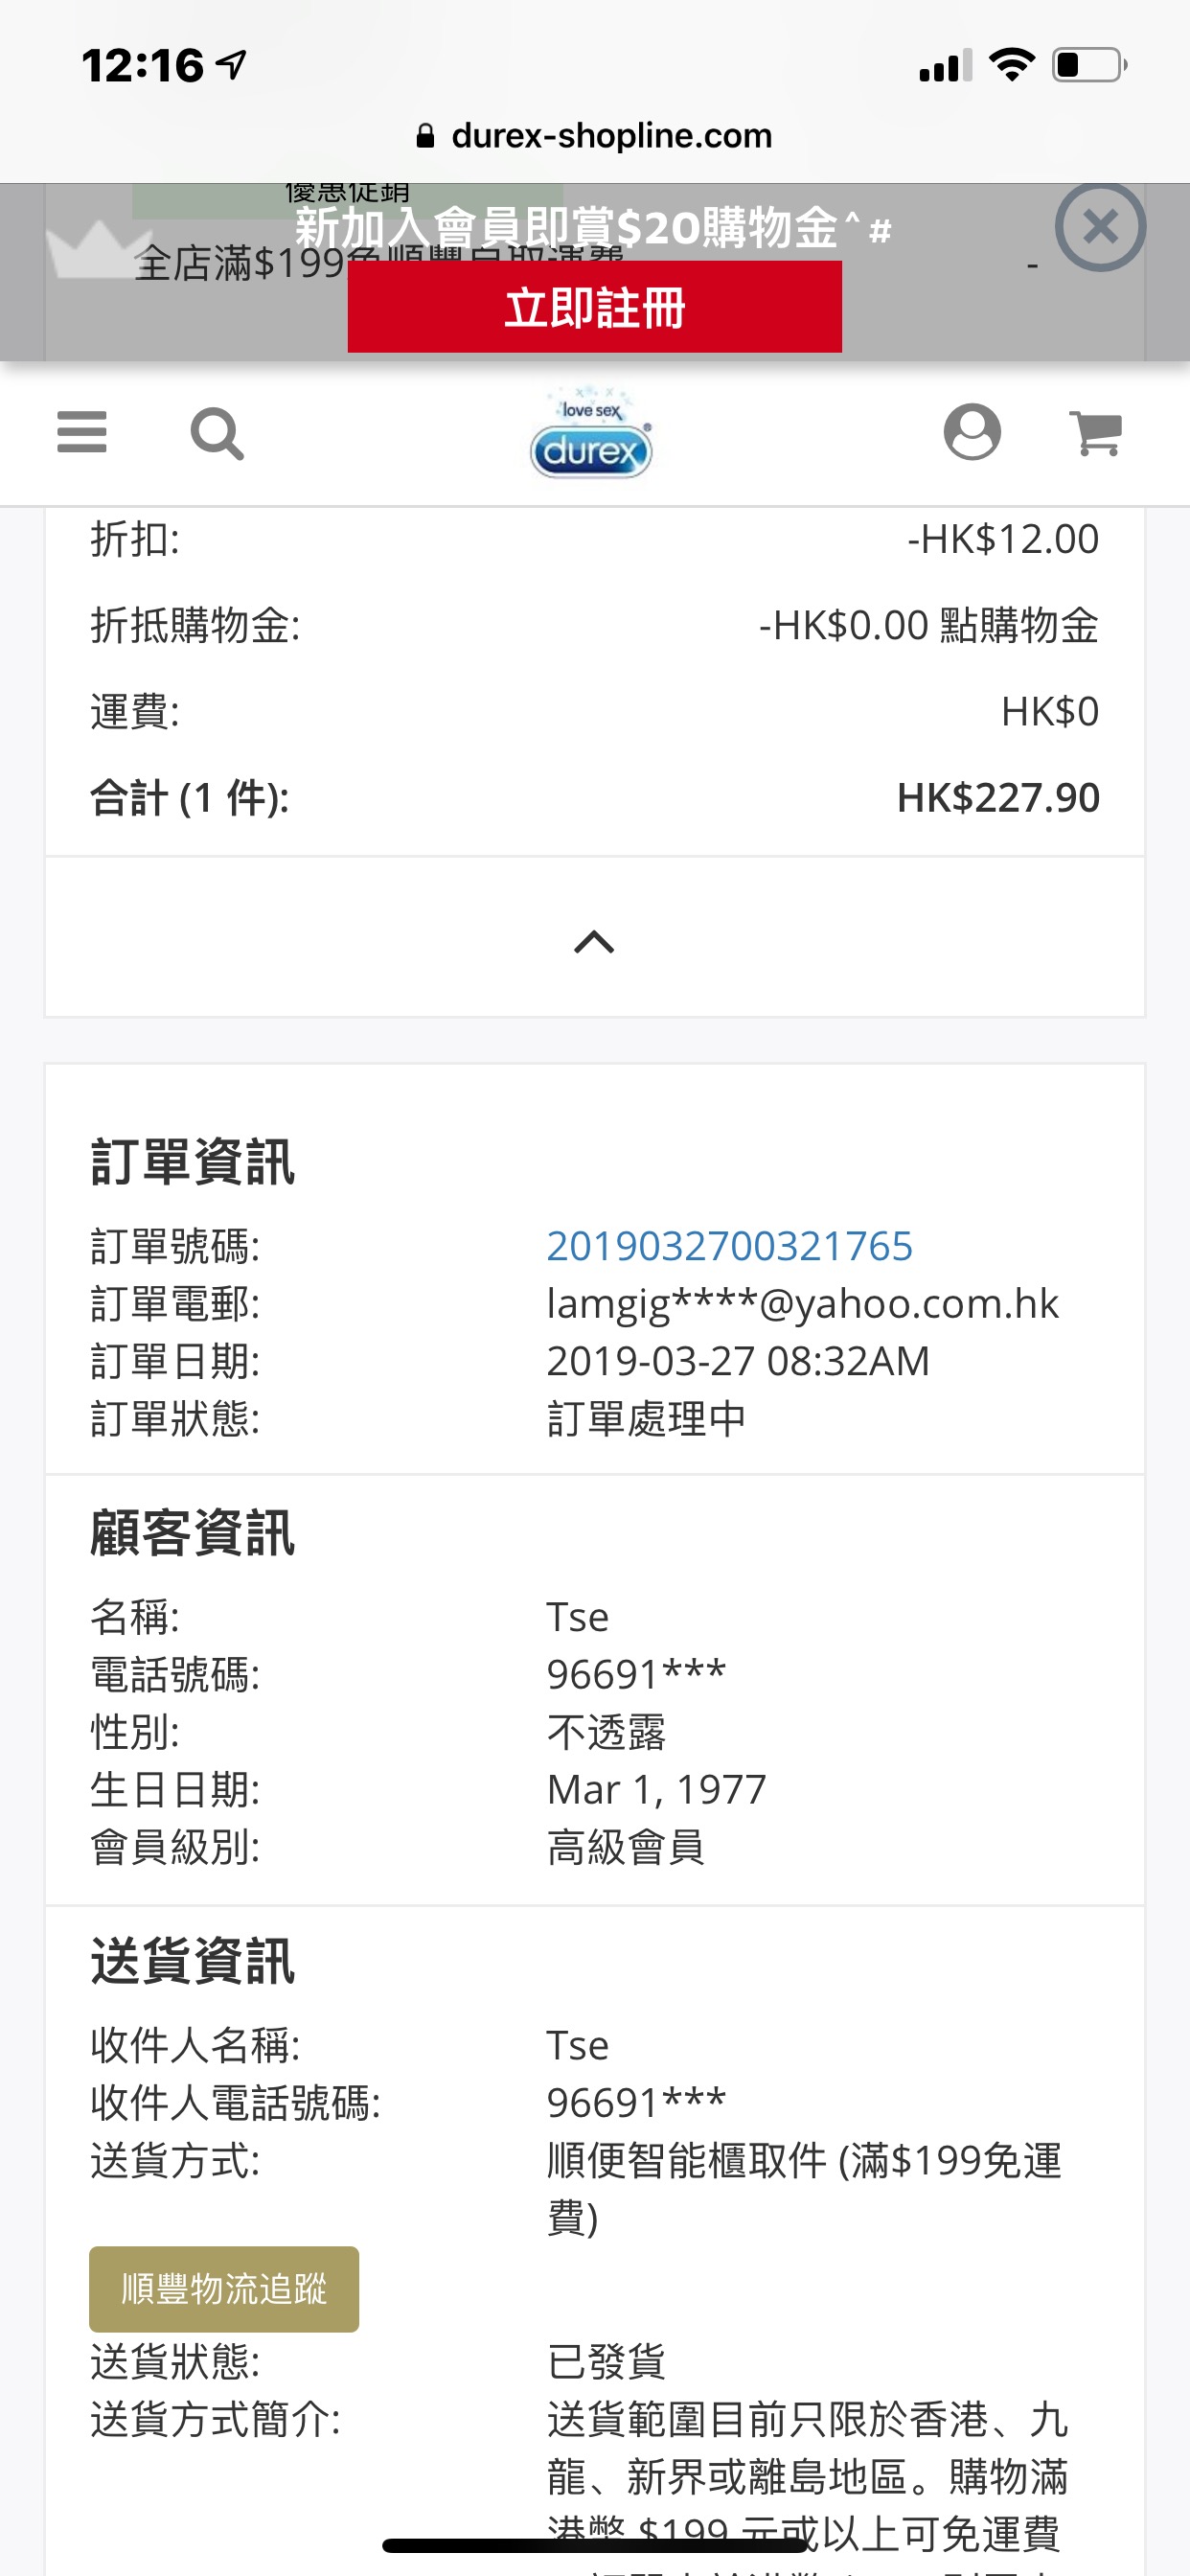 12:16
durex-shopline.com
優惠促銷
新加入會員即賞$20購物金^#
全店滿$199免順豐自取運費
-
立即註冊
love sex
durex
折扣: -HK$12.00
折抵購物金: -HK$0.00 點購物金
運費: HK$0
合計 (1 件): HK$227.90
訂單資訊
訂單號碼: 2019032700321765
訂單電郵: lamgig****@yahoo.com.hk
訂單日期: 2019-03-27 08:32AM
訂單狀態: 訂單處理中
顧客資訊
名稱: Tse
電話號碼: 96691***
性別: 不透露
生日日期: Mar 1, 1977
會員級別: 高級會員
送貨資訊
收件人名稱: Tse
收件人電話號碼: 96691***
送貨方式: 順便智能櫃取件 (滿$199免運
費)
順豐物流追蹤
送貨狀態: 已發貨
送貨方式簡介: 送貨範圍目前只限於香港、九
龍、新界或離島地區。購物滿
港幣 $199 元或以上可免運費